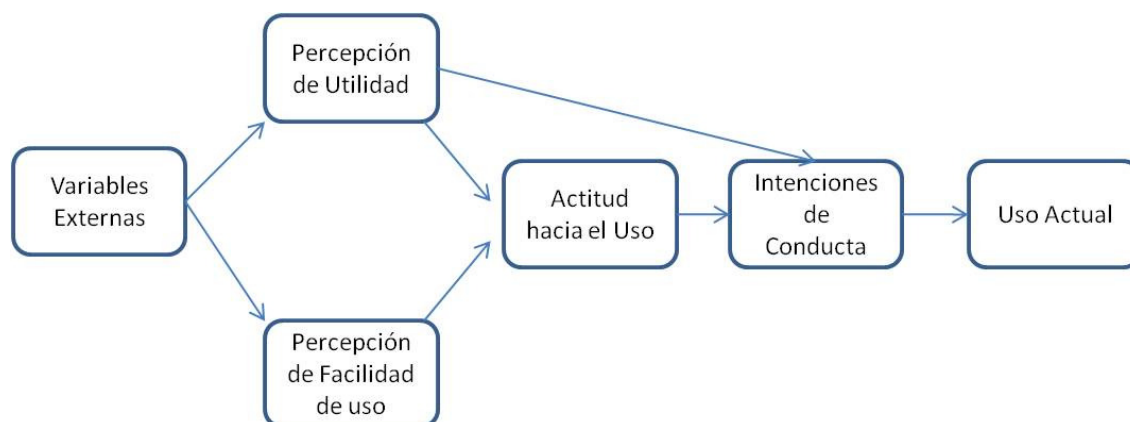 Percepción
de Utilidad
Variables
Externas
Actitud
hacia el Uso
Intenciones
de
Conducta
Uso Actual
Percepción
de Facilidad
de uso